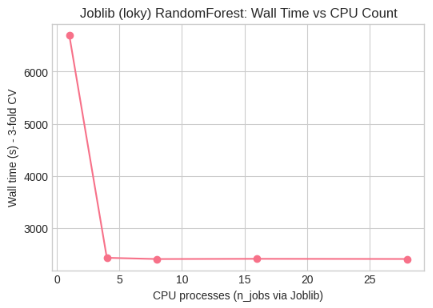 Joblib (loky) RandomForest: Wall Time vs CPU Count
Wall time (s) - 3-fold CV
6000
5000
4000
3000
0 5 10 15 20 25
CPU processes (n_jobs via Joblib)